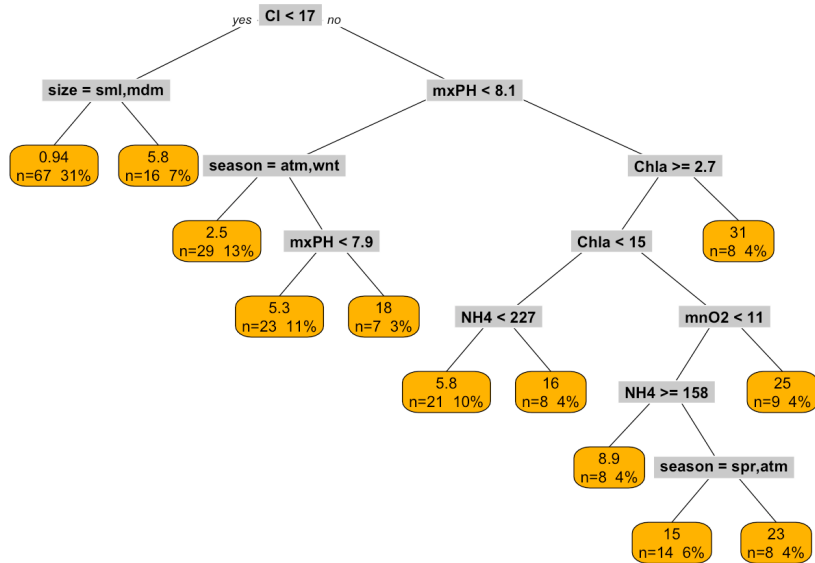 yes Cl < 17 no
size = sml,mdm
mxPH < 8.1
0.94
n=67 31%
5.8
n=16 7%
season = atm,wnt
Chla >= 2.7
2.5
n=29 13%
mxPH < 7.9
Chla < 15
31
n=8 4%
5.3
n=23 11%
18
n=7 3%
NH4 < 227
mnO2 < 11
5.8
n=21 10%
16
n=8 4%
NH4 >= 158
25
n=9 4%
8.9
n=8 4%
season = spr,atm
15
n=14 6%
23
n=8 4%